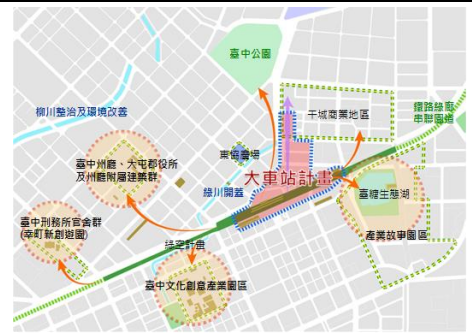 臺中公園
柳川整治及環境改善
干城商業地區
鐵路綠廊
串聯園道
東協廣場
臺中州廳、大屯郡役所
及州廳附屬建築群
大車站計畫
綠川開蓋
臺糖生態湖
臺中刑務所官舍群
(幸町新創遊園)
產業故事園區
綠空計畫
臺中文化創意產業園區